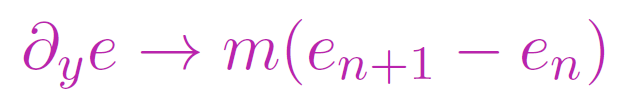 ∂_y e → m(e_{n+1} − e_n)